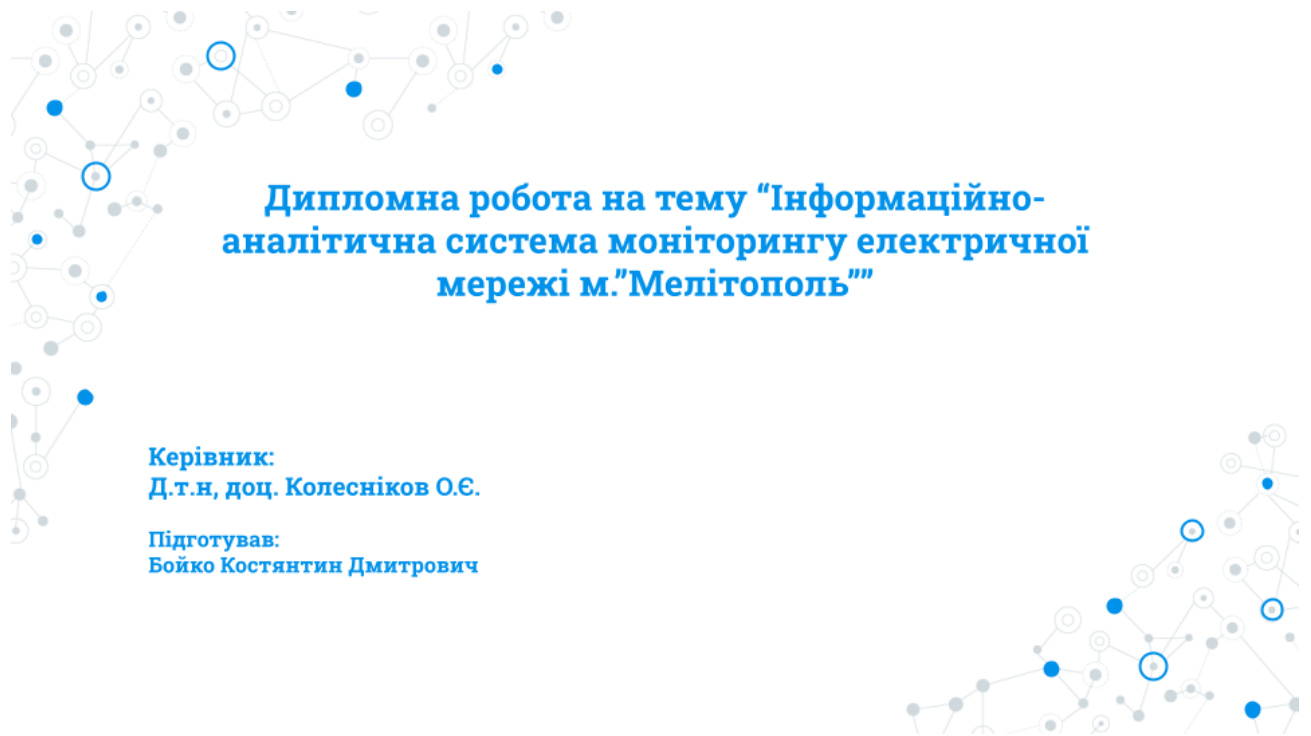 Дипломна робота на тему “Інформаційно-
аналітична система моніторингу електричної
мережі м.”Мелітополь””
Керівник:
Д.т.н, доц. Колесніков О.Є.
Підготував:
Бойко Костянтин Дмитрович